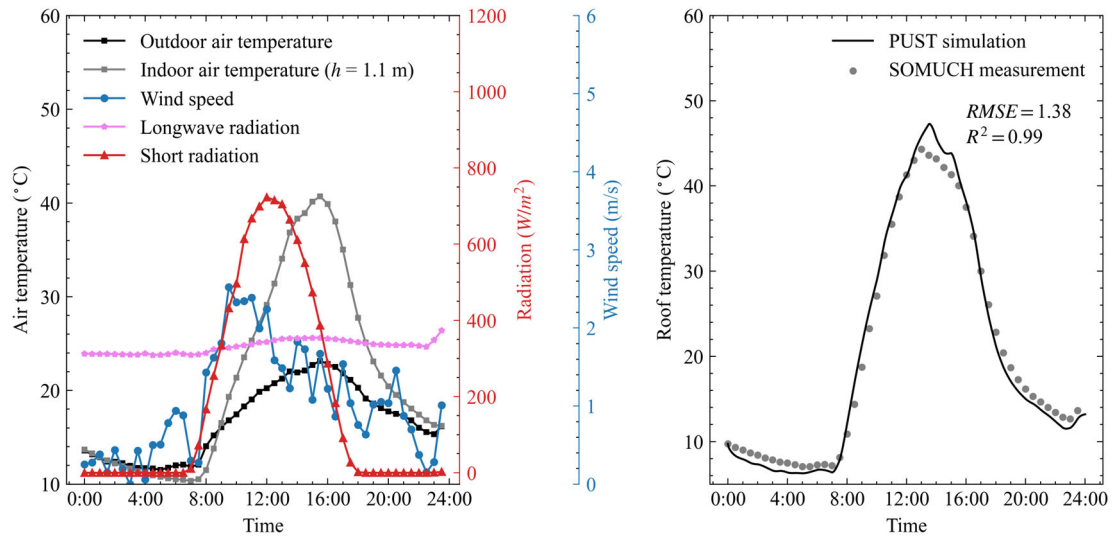 Outdoor air temperature
Indoor air temperature (h = 1.1 m)
Wind speed
Longwave radiation
Short radiation
Air temperature (°C)
60
50
40
30
20
10
0:00 4:00 8:00 12:00 16:00 20:00 24:00
Time
1200
1000
800
600
400
200
0
Radiation (W/m²)
6
5
4
3
2
1
0
Wind speed (m/s)
PUST simulation
SOMUCH measurement
RMSE=1.38
R²=0.99
Roof temperature (°C)
60
50
40
30
20
10
0:00 4:00 8:00 12:00 16:00 20:00 24:00
Time